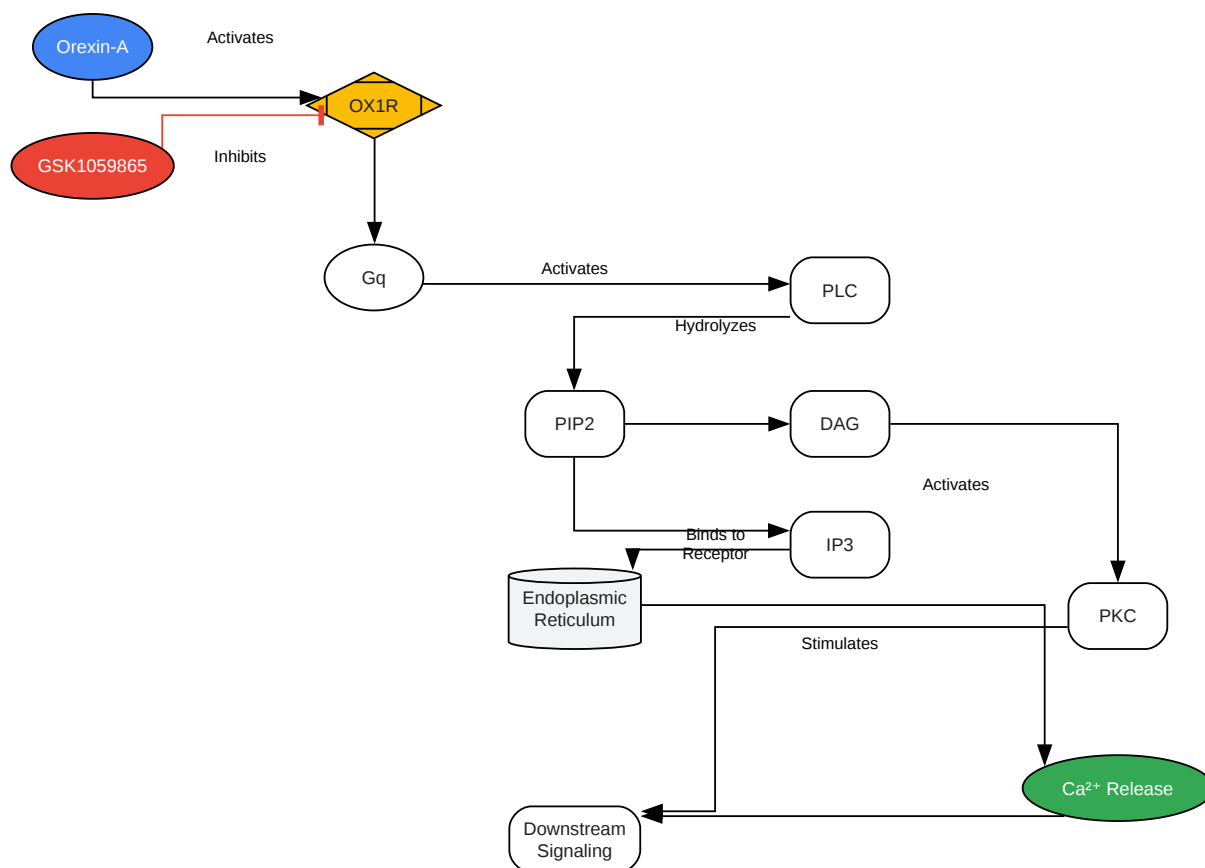 Orexin-A
Activates
OX1R
GSK1059865
Inhibits
Gq
Activates
PLC
Hydrolyzes
PIP2
DAG
Activates
Binds to
Receptor
IP3
Endoplasmic
Reticulum
PKC
Stimulates
Ca²⁺ Release
Downstream
Signaling